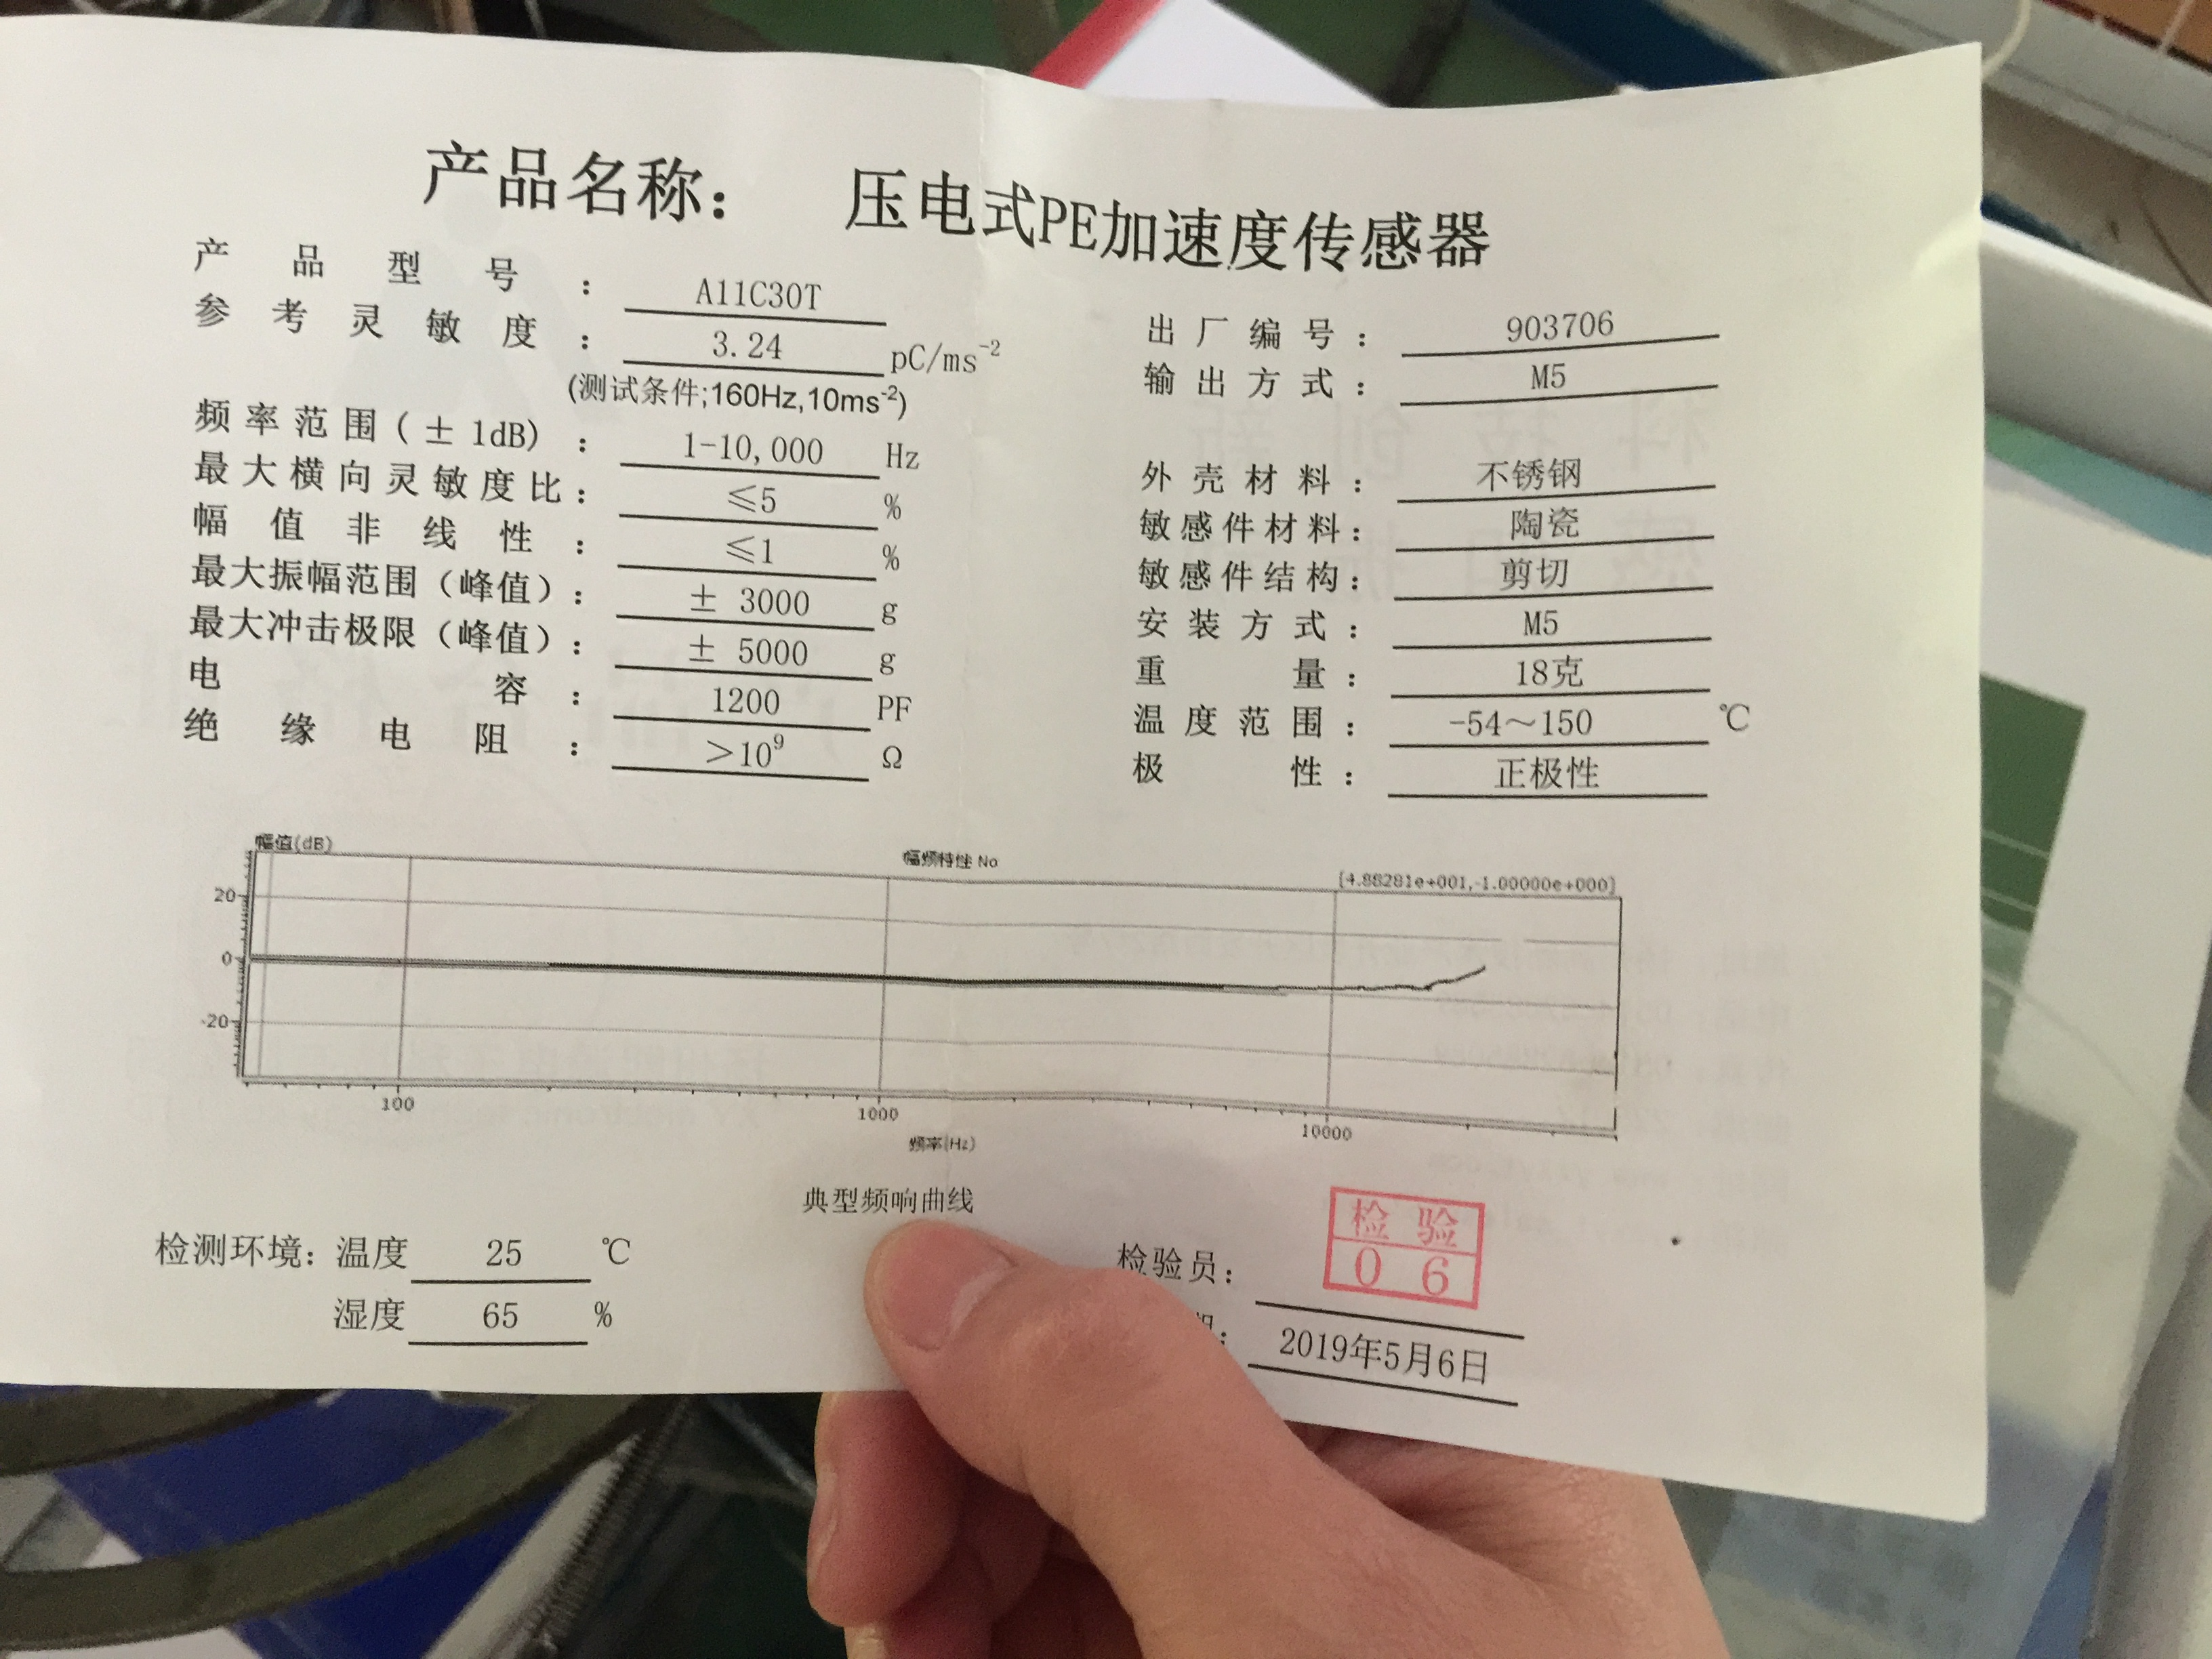 产品名称： 压电式PE加速度传感器
产品型号： A11C30T
参考灵敏度： 3.24 pC/ms⁻²
(测试条件;160Hz,10ms⁻²)
频率范围(±1dB)： 1-10,000 Hz
最大横向灵敏度比： ≤5 %
幅值非线性： ≤1 %
最大振幅范围（峰值）： ± 3000 g
最大冲击极限（峰值）： ± 5000 g
电容： 1200 PF
绝缘电阻： >10⁹ Ω
出厂编号： 903706
输出方式： M5
外壳材料： 不锈钢
敏感件材料： 陶瓷
敏感件结构： 剪切
安装方式： M5
重量： 18克
温度范围： -54～150 ℃
极性： 正极性
幅值(dB)
幅频特性 No
[4.88281e+001,-1.00000e+000]
20
0
-20
100
1000
10000
频率(Hz)
典型频响曲线
检测环境： 温度 25 ℃
湿度 65 %
检验员：
检验
06
2019年5月6日